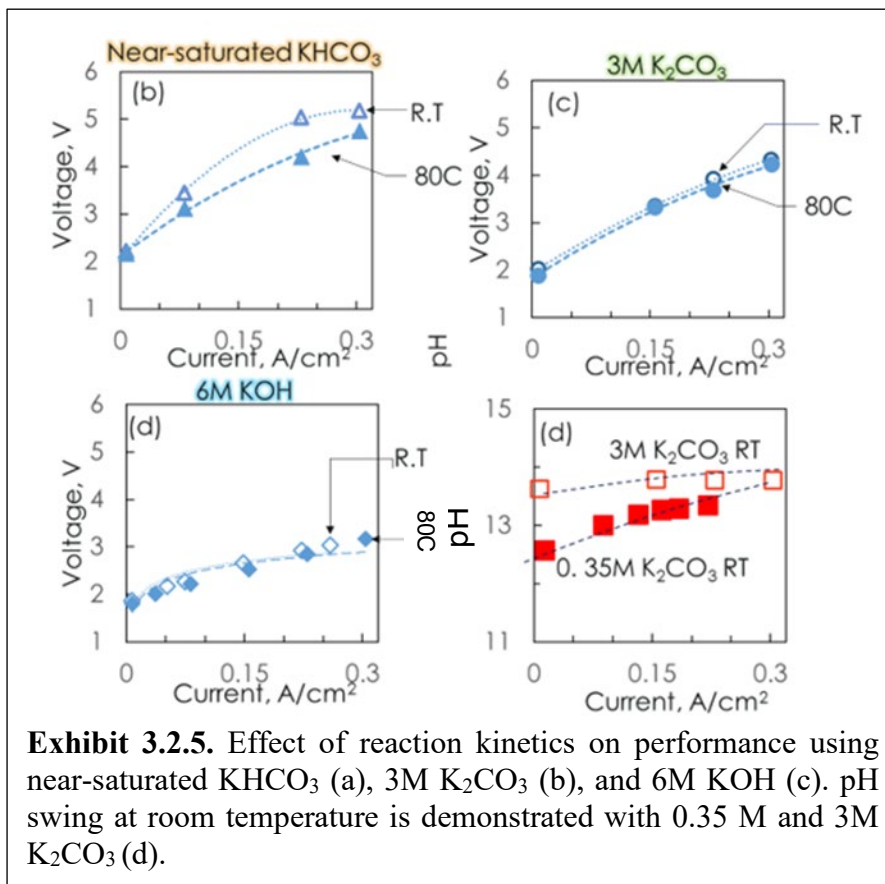 Near-saturated KHCO₃
(b)
6
5
4
3
2
1
Voltage, V
R.T
80C
0
0.15
0.3
Current, A/cm²
3M K₂CO₃
(c)
6
5
4
3
2
1
Voltage, V
R.T
80C
0
0.15
0.3
Current, A/cm²
pH
6M KOH
(d)
6
5
4
3
2
1
Voltage, V
R.T
80C
0
0.15
0.3
Current, A/cm²
(d)
15
13
11
pH
3M K₂CO₃ RT
0. 35M K₂CO₃ RT
0
0.15
0.3
Current, A/cm²
Exhibit 3.2.5. Effect of reaction kinetics on performance using
near-saturated KHCO₃ (a), 3M K₂CO₃ (b), and 6M KOH (c). pH
swing at room temperature is demonstrated with 0.35 M and 3M
K₂CO₃ (d).